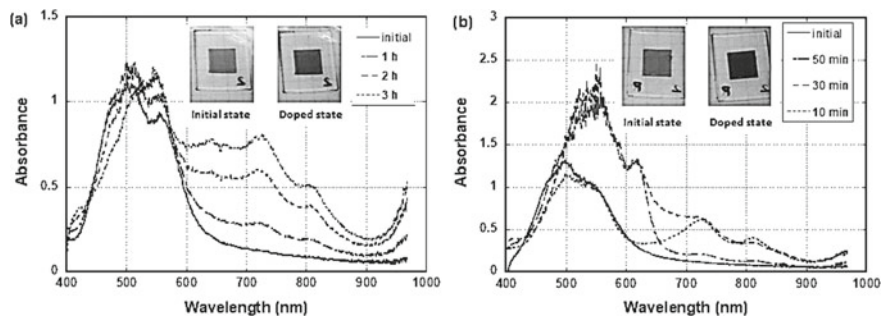 (a)
1.5
1
0.5
0
Absorbance
400 500 600 700 800 900 1000
Wavelength (nm)
initial
1 h
2 h
3 h
Initial state
Doped state
(b)
3
2.5
2
1.5
1
0.5
0
Absorbance
400 500 600 700 800 900 1000
Wavelength (nm)
initial
50 min
30 min
10 min
Initial state
Doped state